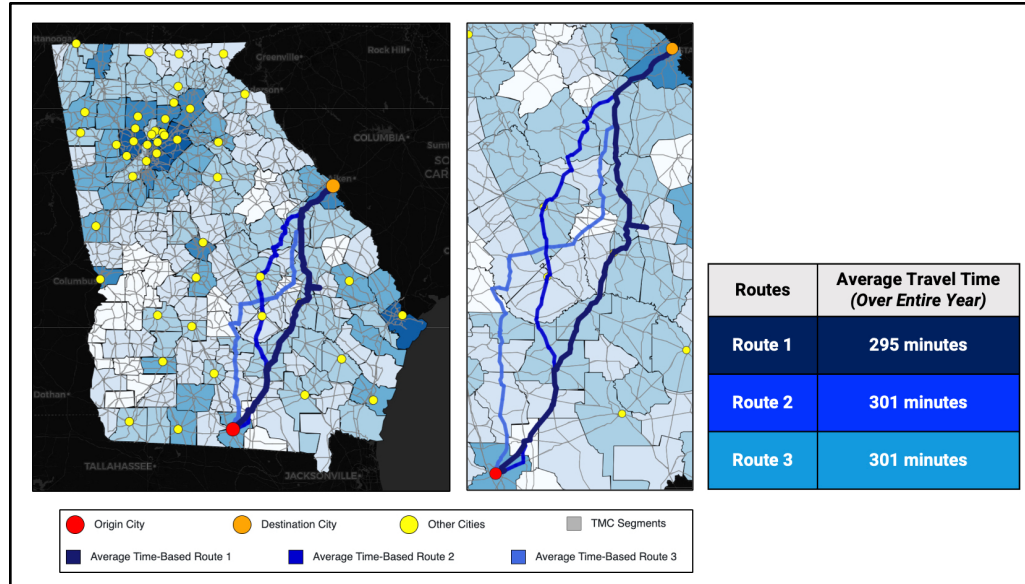 Rock Hill•
Greenville•
COLUMBIA•
Aiken
Columbus
Dothan•
TALLAHASSEE•
JACKSONVILLE•
Routes
Average Travel Time
(Over Entire Year)
Route 1
295 minutes
Route 2
301 minutes
Route 3
301 minutes
Origin City
Destination City
Other Cities
TMC Segments
Average Time-Based Route 1
Average Time-Based Route 2
Average Time-Based Route 3